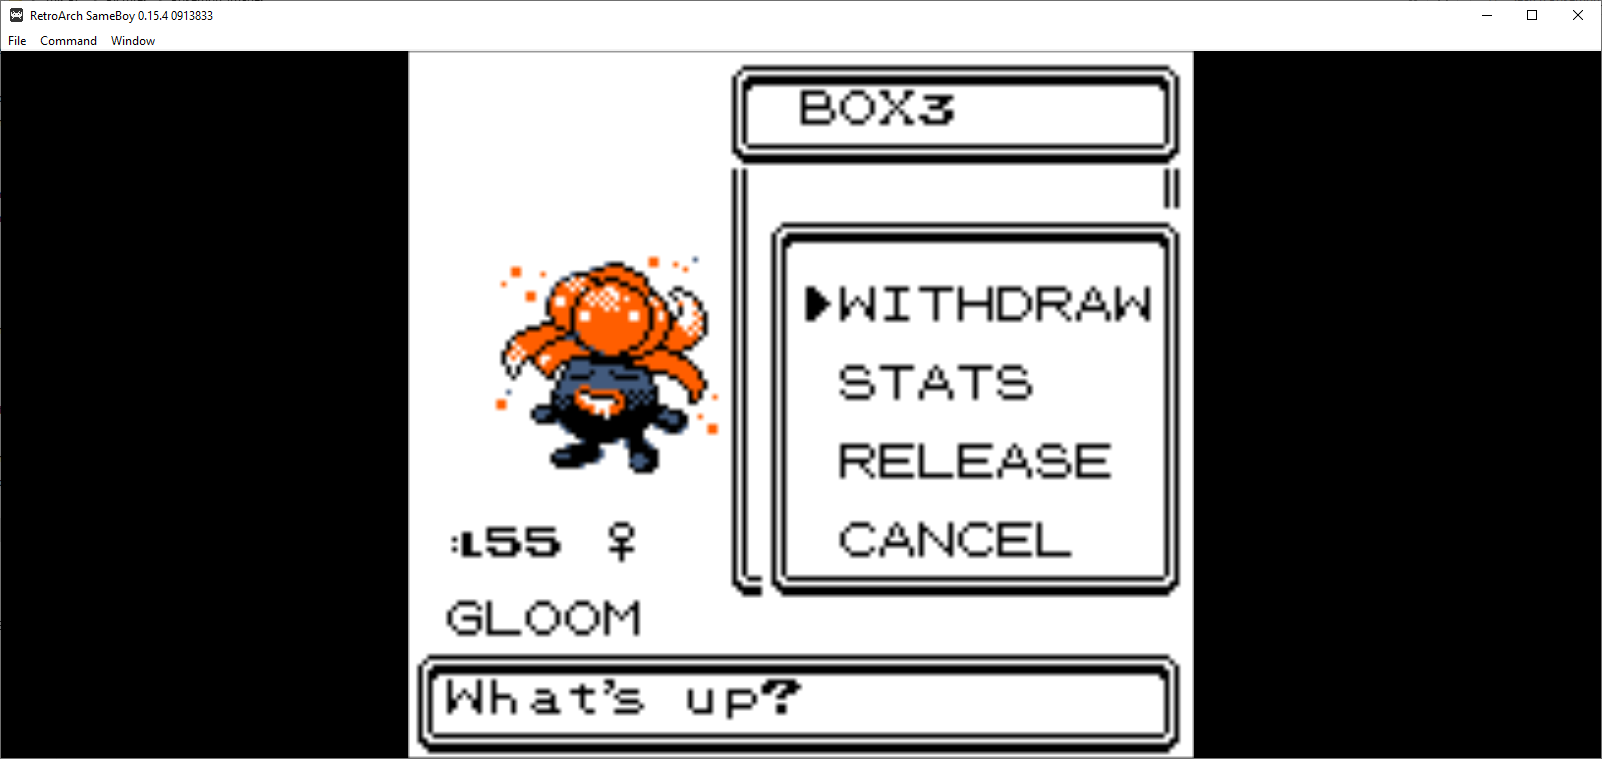 RetroArch SameBoy 0.15.4 0913833
File Command Window
BOX3
WITHDRAW
STATS
RELEASE
CANCEL
:L55 ♀
GLOOM
What's up?